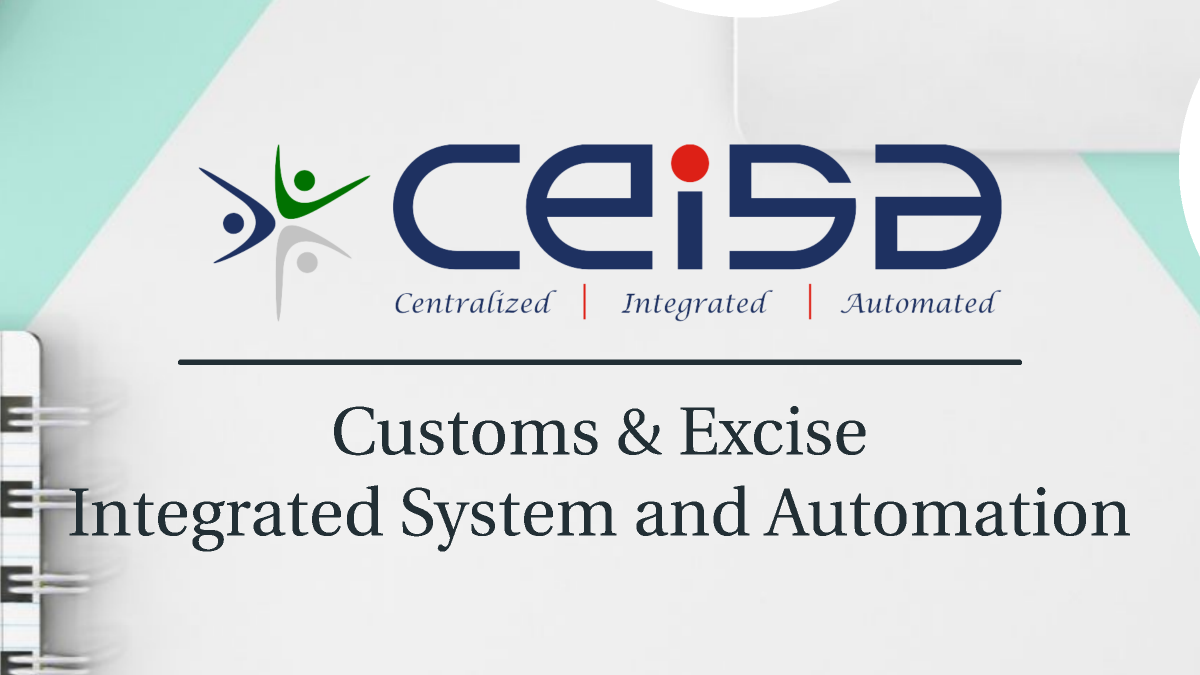 CEISA
Centralized | Integrated | Automated
Customs & Excise
Integrated System and Automation